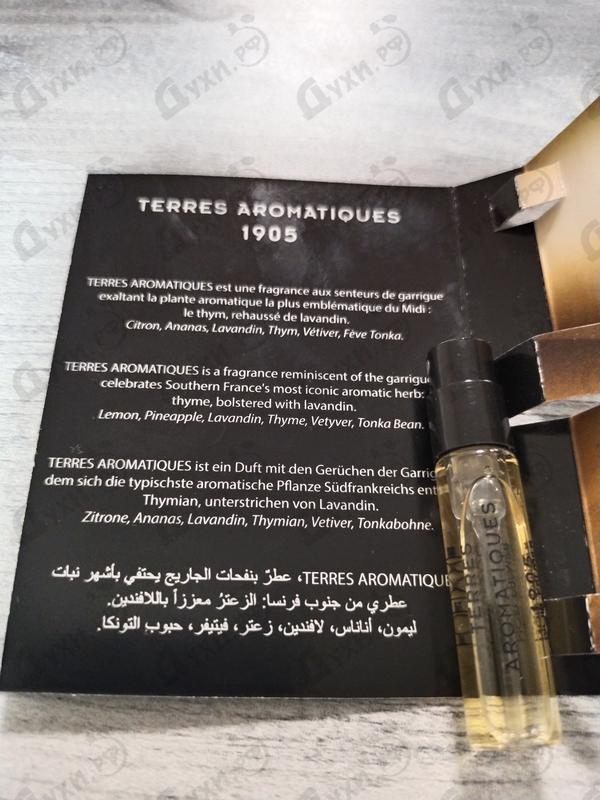 TERRES AROMATIQUES
1905
TERRES AROMATIQUES est une fragrance aux senteurs de garrigue
exaltant la plante aromatique la plus emblématique du Midi :
le thym, rehaussé de lavandin.
Citron, Ananas, Lavandin, Thym, Vétiver, Fève Tonka.
TERRES AROMATIQUES is a fragrance reminiscent of the garrigu
celebrates Southern France's most iconic aromatic herb:
thyme, bolstered with lavandin.
Lemon, Pineapple, Lavandin, Thyme, Vetyver, Tonka Bean.
TERRES AROMATIQUES ist ein Duft mit den Gerüchen der Garrig
dem sich die typischste aromatische Pflanze Südfrankreichs ent
Thymian, unterstrichen von Lavandin.
Zitrone, Ananas, Lavandin, Thymian, Vetiver, Tonkabohne.
TERRES AROMATIQUE، عطرٌ بنفحات الجاريج يحتفي بأشهر نبات
عطري من جنوب فرنسا: الزعترُ معززاً باللافندين.
ليمون، أناناس، لافندين، زعتر، فيتيفر، حبوب التونكا.
TERRES
AROMATIQUES
1905
Духи.рф